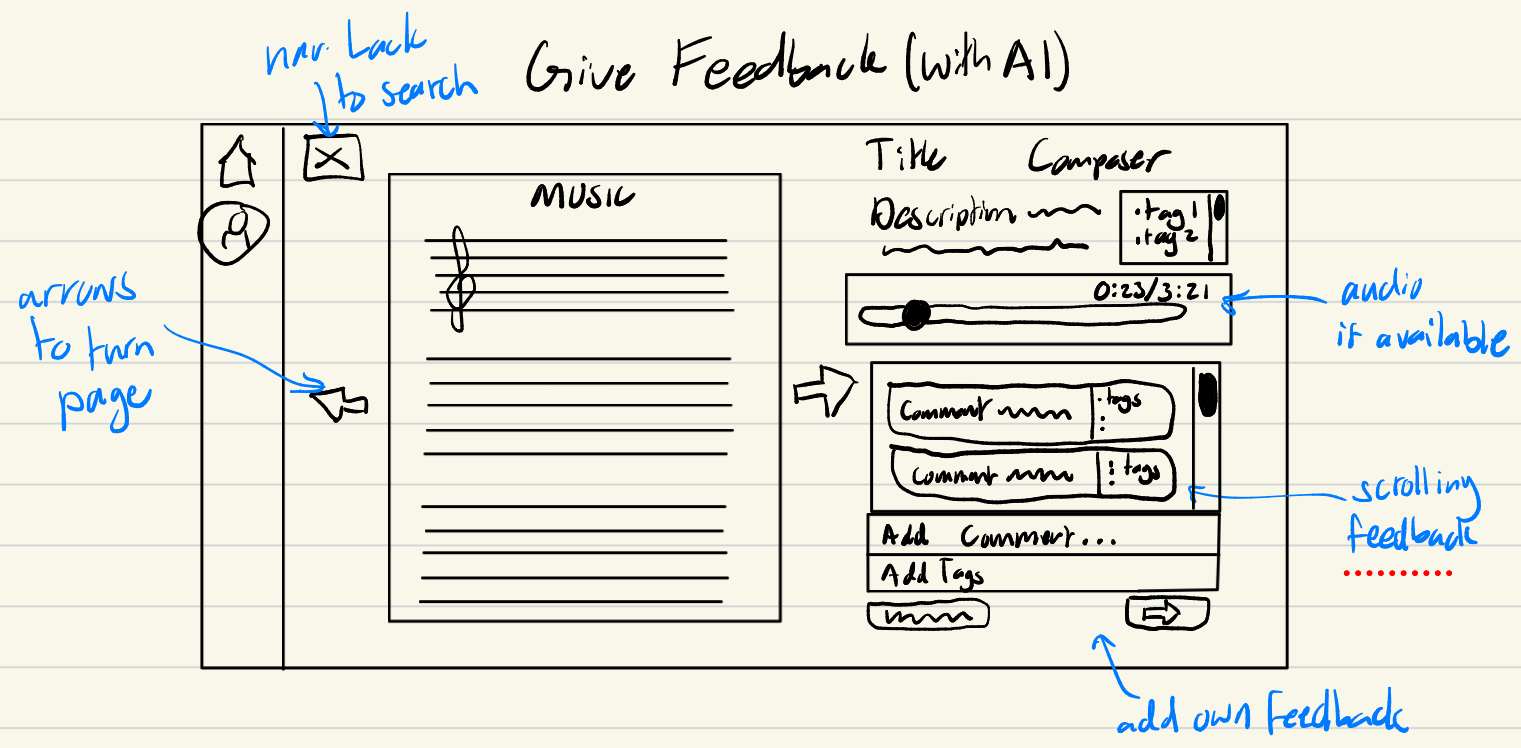 Give Feedback (with AI)
nav. back
to search
Title Composer
Description
.tag 1
.tag 2
MUSIC
0:23/3:21
audio
if available
arrows
to turn
page
Comment .tags
Comment : tags
scrolling
feedback
Add Comment...
Add Tags
add own feedback